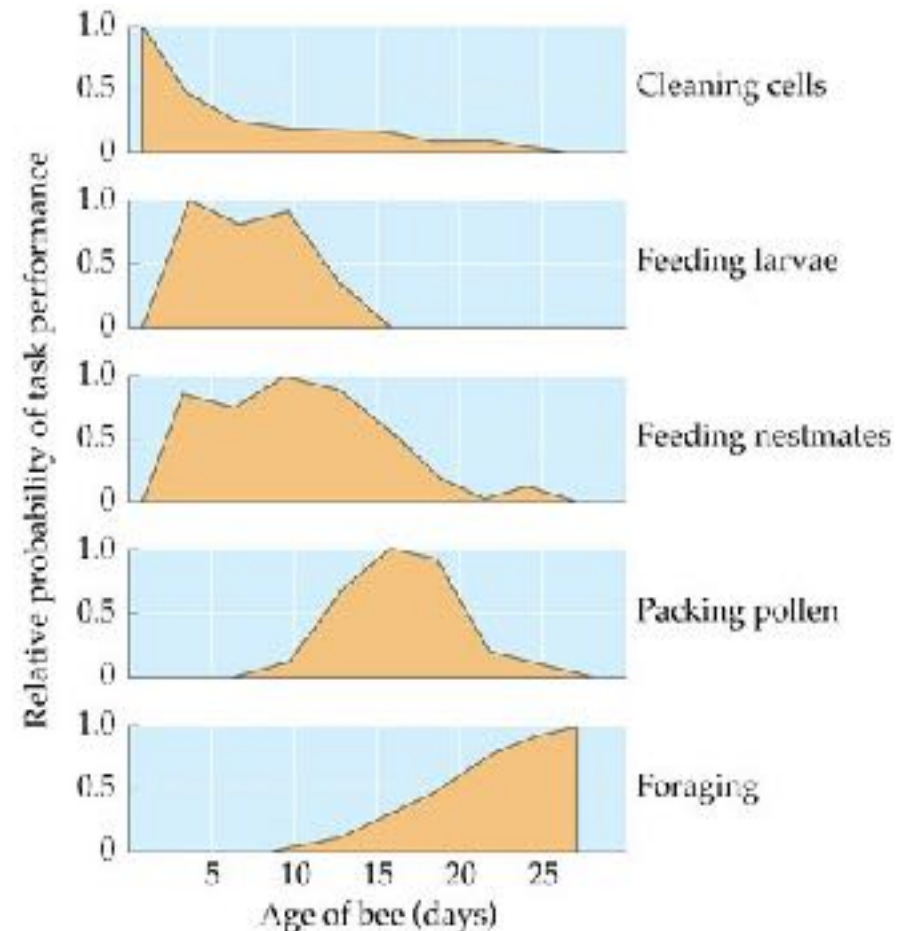 Relative probability of task performance
1.0
0.5
0
Cleaning cells
1.0
0.5
0
Feeding larvae
1.0
0.5
0
Feeding nestmates
1.0
0.5
0
Packing pollen
1.0
0.5
0
Foraging
5 10 15 20 25
Age of bee (days)